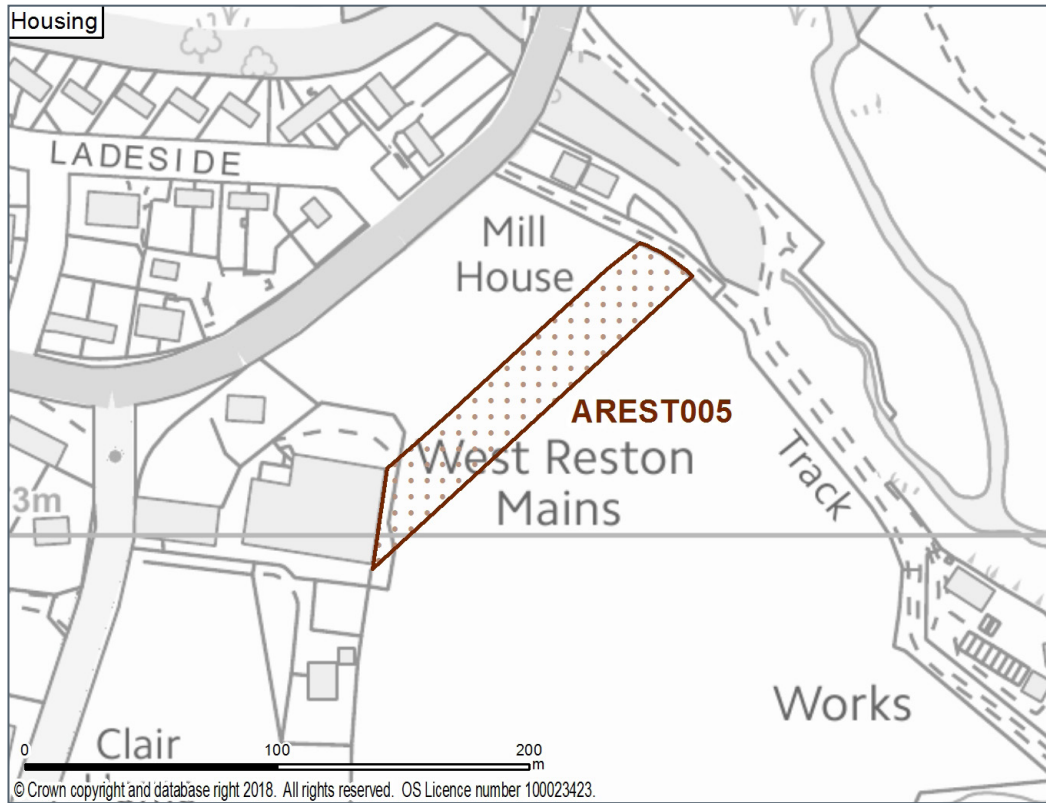 Housing
LADESIDE
Mill
House
AREST005
West Reston
Mains
Track
3m
Works
Clair
0 100 200
m
© Crown copyright and database right 2018. All rights reserved. OS Licence number 100023423.